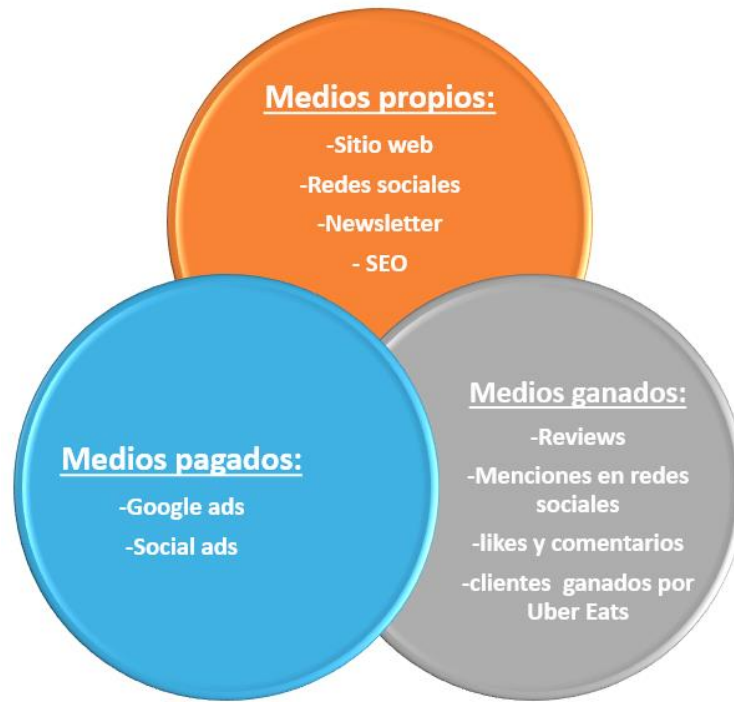 Medios propios:
-Sitio web
-Redes sociales
-Newsletter
- SEO
Medios pagados:
-Google ads
-Social ads
Medios ganados:
-Reviews
-Menciones en redes
sociales
-likes y comentarios
-clientes ganados por
Uber Eats